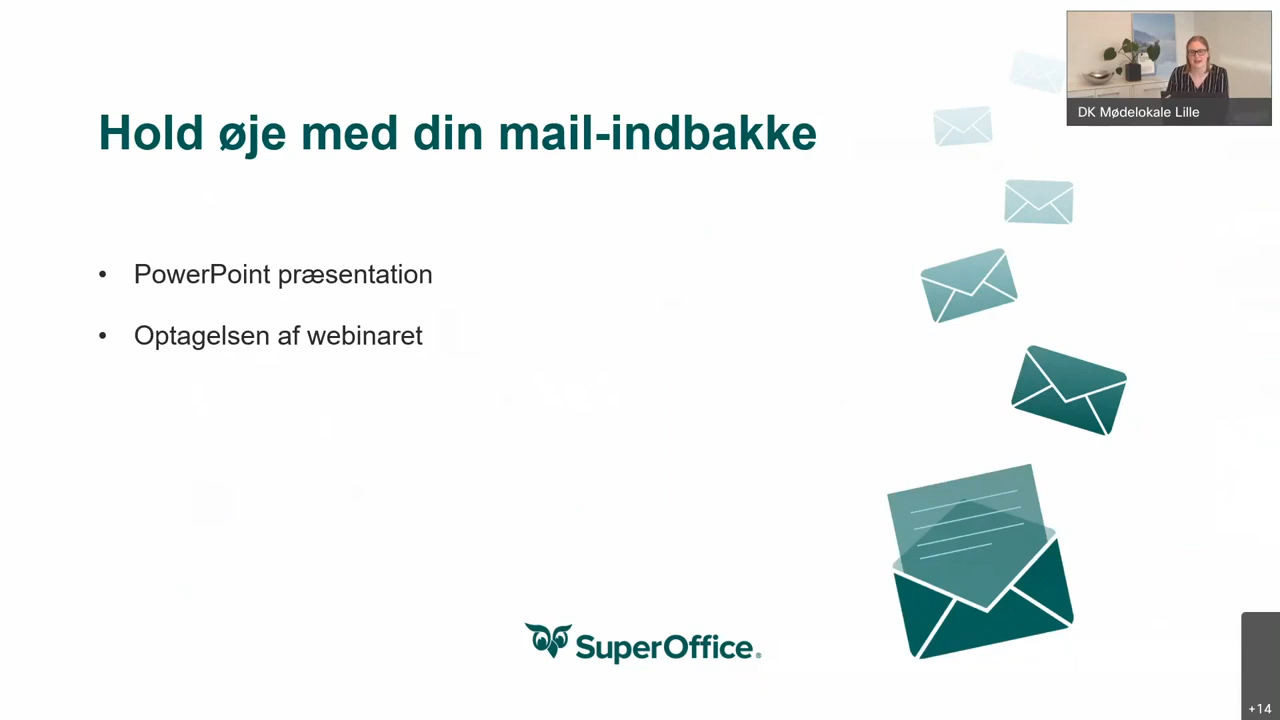 DK Mødelokale Lille
Hold øje med din mail-indbakke
• PowerPoint præsentation
• Optagelsen af webinaret
SuperOffice®
+14